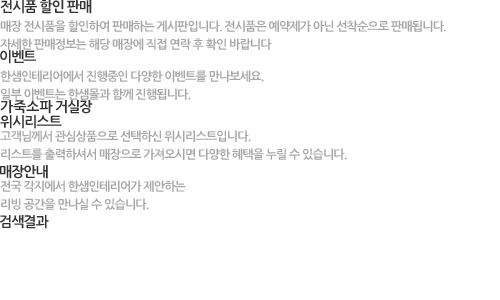 전시품 할인 판매
매장 전시품을 할인하여 판매하는 게시판입니다. 전시품은 예약제가 아닌 선착순으로 판매됩니다.
자세한 판매정보는 해당 매장에 직접 연락 후 확인 바랍니다
이벤트
한샘인테리어에서 진행중인 다양한 이벤트를 만나보세요.
일부 이벤트는 한샘몰과 함께 진행됩니다.
가죽소파 거실장
위시리스트
고객님께서 관심상품으로 선택하신 위시리스트입니다.
리스트를 출력하셔서 매장으로 가져오시면 다양한 혜택을 누릴 수 있습니다.
매장안내
전국 각지에서 한샘인테리어가 제안하는
리빙 공간을 만나실 수 있습니다.
검색결과